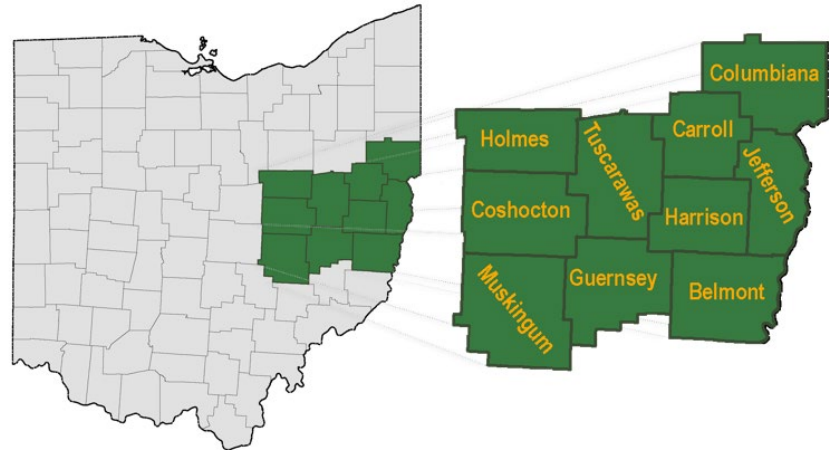 Columbiana
Holmes
Tuscarawas
Carroll
Jefferson
Coshocton
Harrison
Muskingum
Guernsey
Belmont